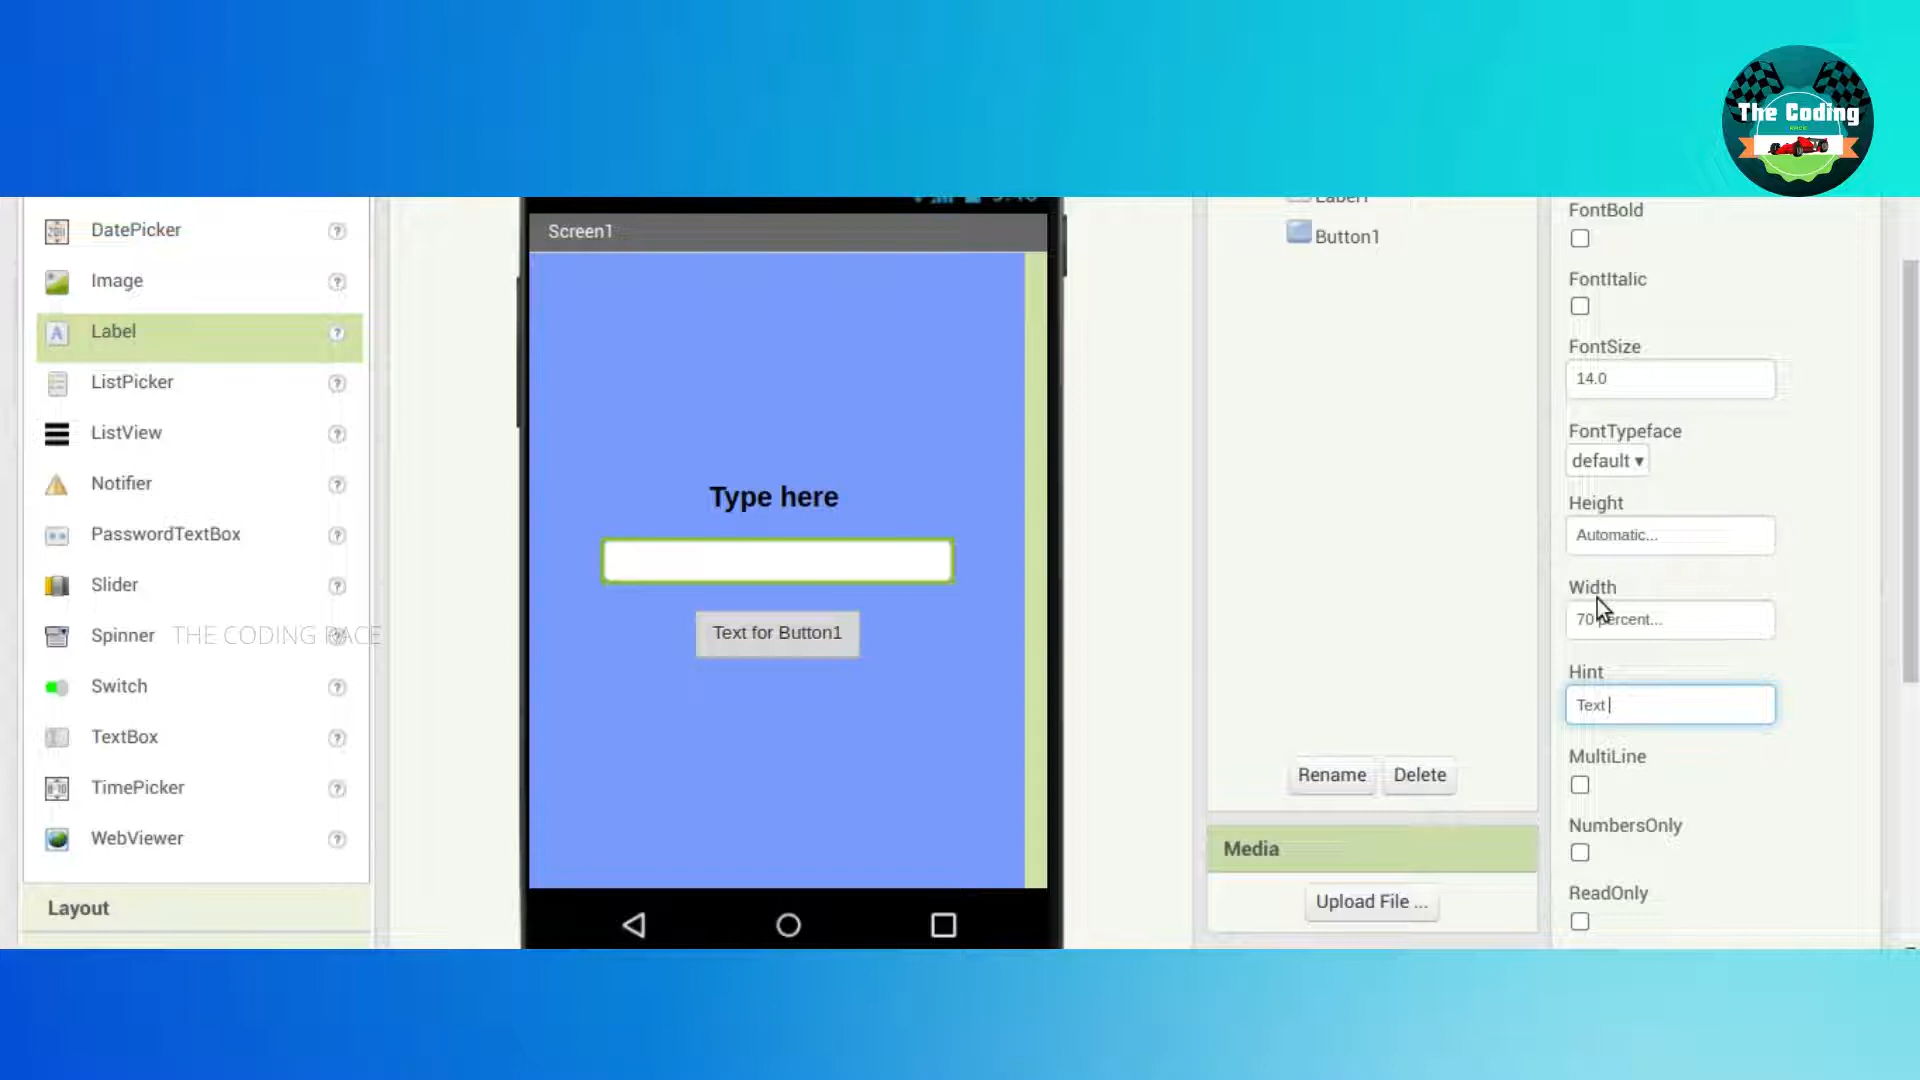 The Coding
RACE
DatePicker
Image
Label
ListPicker
ListView
Notifier
PasswordTextBox
Slider
Spinner
THE CODING RACE
Switch
TextBox
TimePicker
WebViewer
Layout
Screen1
Type here
Text for Button1
Label1
Button1
Rename
Delete
Media
Upload File ...
FontBold
FontItalic
FontSize
14.0
FontTypeface
default
Height
Automatic...
Width
70 percent...
Hint
Text
MultiLine
NumbersOnly
ReadOnly